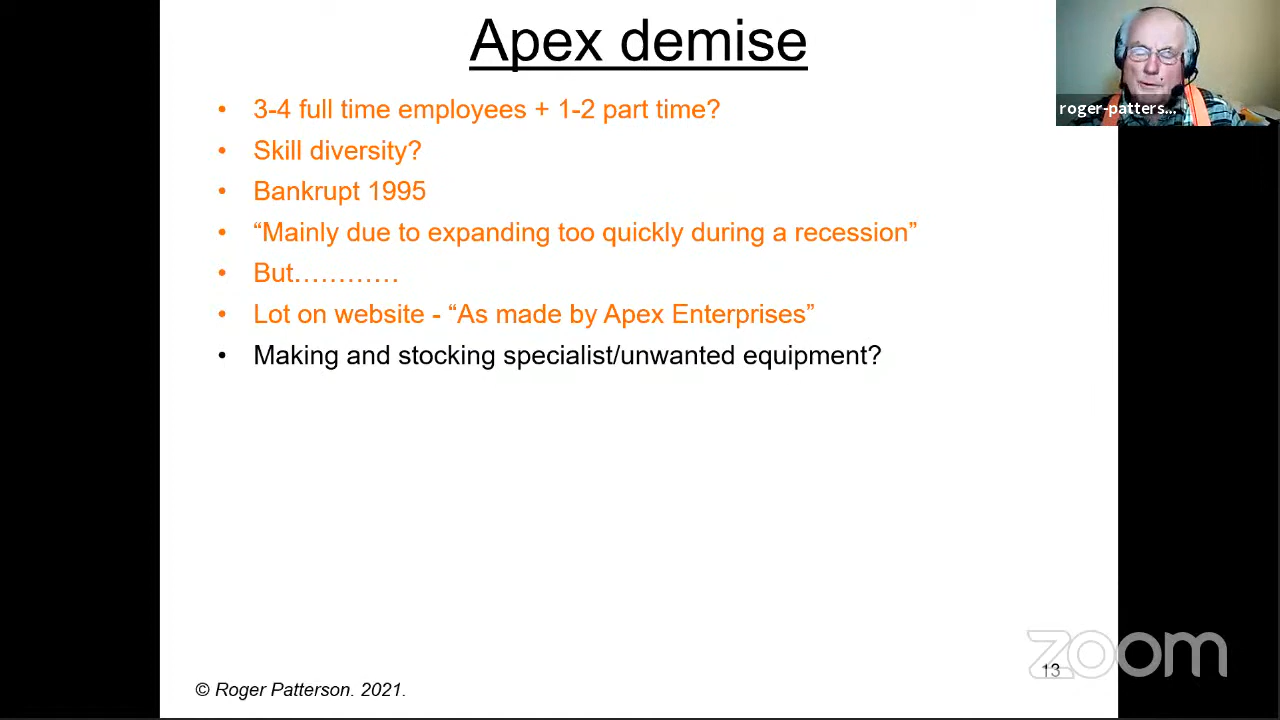 Apex demise
roger-patters...
• 3-4 full time employees + 1-2 part time?
• Skill diversity?
• Bankrupt 1995
• “Mainly due to expanding too quickly during a recession”
• But…………
• Lot on website - “As made by Apex Enterprises”
• Making and stocking specialist/unwanted equipment?
zoom
13
© Roger Patterson. 2021.